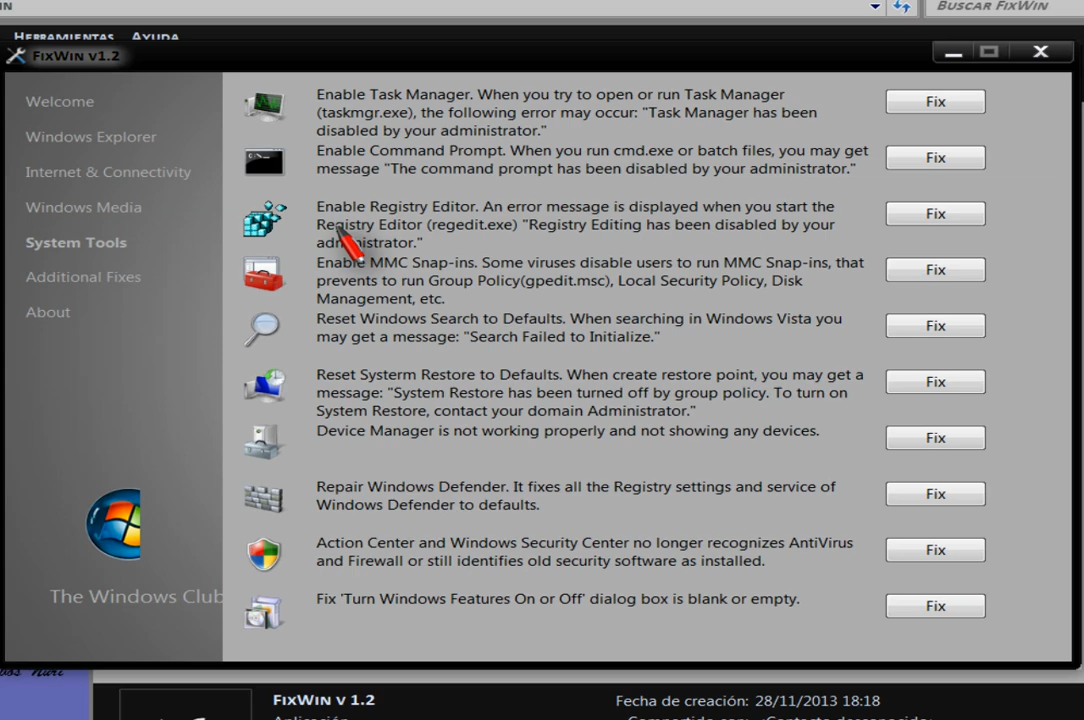 IN
Buscar FixWin
Herramientas Ayuda
FixWin v1.2
Welcome
Windows Explorer
Internet & Connectivity
Windows Media
System Tools
Additional Fixes
About
The Windows Club
Enable Task Manager. When you try to open or run Task Manager
(taskmgr.exe), the following error may occur: "Task Manager has been
disabled by your administrator."
Fix
Enable Command Prompt. When you run cmd.exe or batch files, you may get
message "The command prompt has been disabled by your administrator."
Fix
Enable Registry Editor. An error message is displayed when you start the
Registry Editor (regedit.exe) "Registry Editing has been disabled by your
administrator."
Fix
Enable MMC Snap-ins. Some viruses disable users to run MMC Snap-ins, that
prevents to run Group Policy(gpedit.msc), Local Security Policy, Disk
Management, etc.
Fix
Reset Windows Search to Defaults. When searching in Windows Vista you
may get a message: "Search Failed to Initialize."
Fix
Reset Systerm Restore to Defaults. When create restore point, you may get a
message: "System Restore has been turned off by group policy. To turn on
System Restore, contact your domain Administrator."
Fix
Device Manager is not working properly and not showing any devices.
Fix
Repair Windows Defender. It fixes all the Registry settings and service of
Windows Defender to defaults.
Fix
Action Center and Windows Security Center no longer recognizes AntiVirus
and Firewall or still identifies old security software as installed.
Fix
Fix 'Turn Windows Features On or Off' dialog box is blank or empty.
Fix
FixWin v 1.2
Fecha de creación: 28/11/2013 18:18
Aplicación
Compartido con: ¿Contacto desconocido?